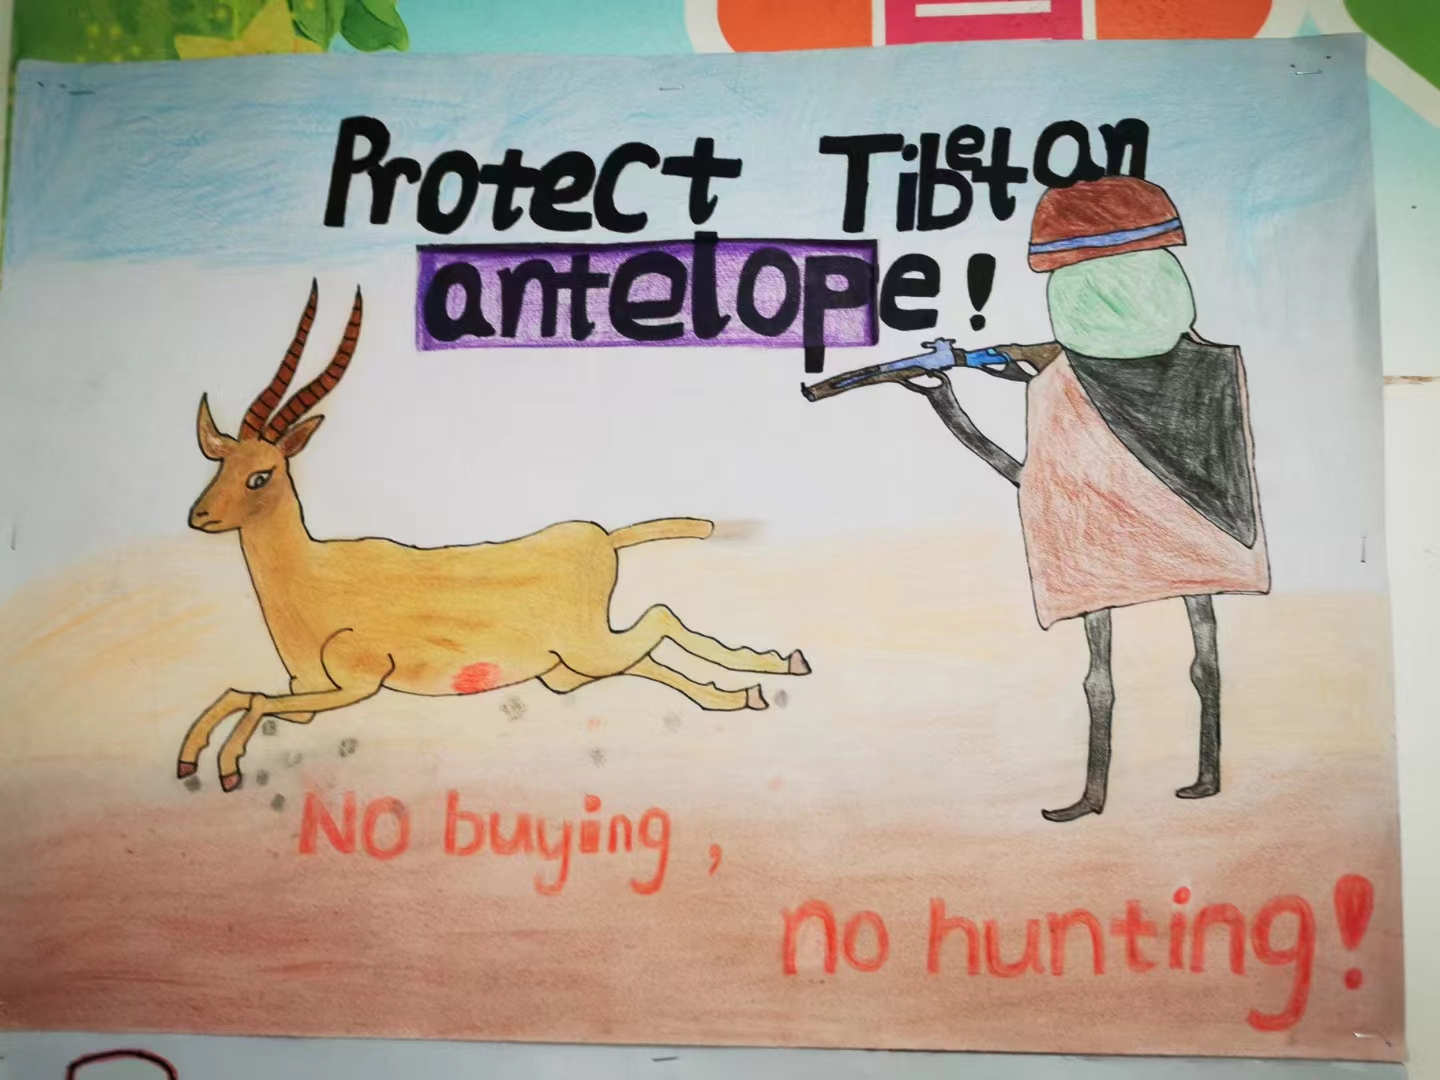 Protect Tibetan
antelope!
No buying,
no hunting!